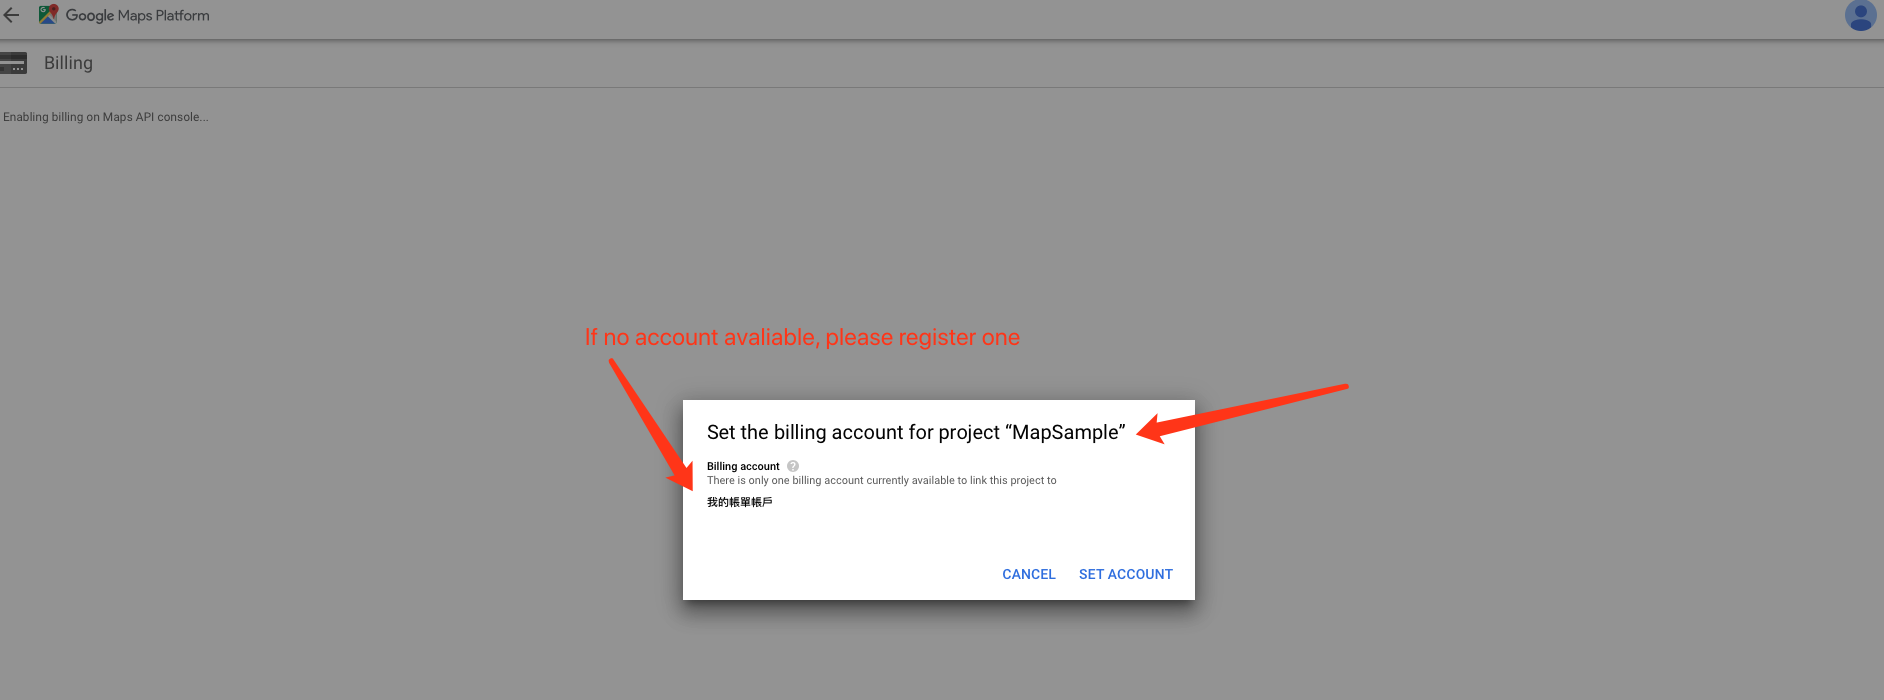 Google Maps Platform
Billing
Enabling billing on Maps API console...
If no account avaliable, please register one
Set the billing account for project “MapSample”
Billing account ?
There is only one billing account currently available to link this project to
我的帳單帳戶
CANCEL SET ACCOUNT